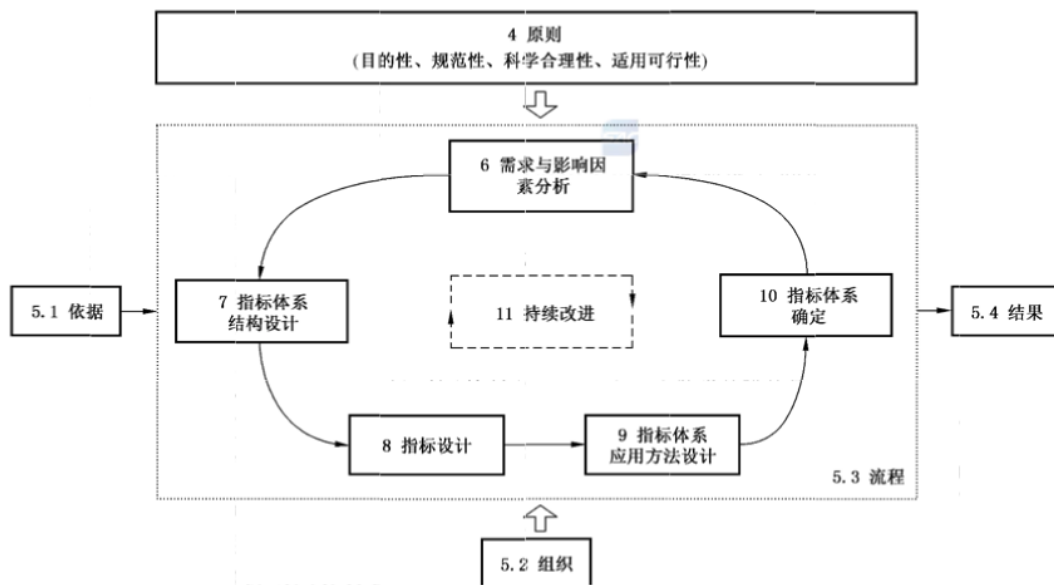 4 原则
(目的性、规范性、科学合理性、适用可行性)
6 需求与影响因
素分析
7 指标体系
结构设计
11 持续改进
10 指标体系
确定
5.1 依据
5.4 结果
8 指标设计
9 指标体系
应用方法设计
5.3 流程
5.2 组织